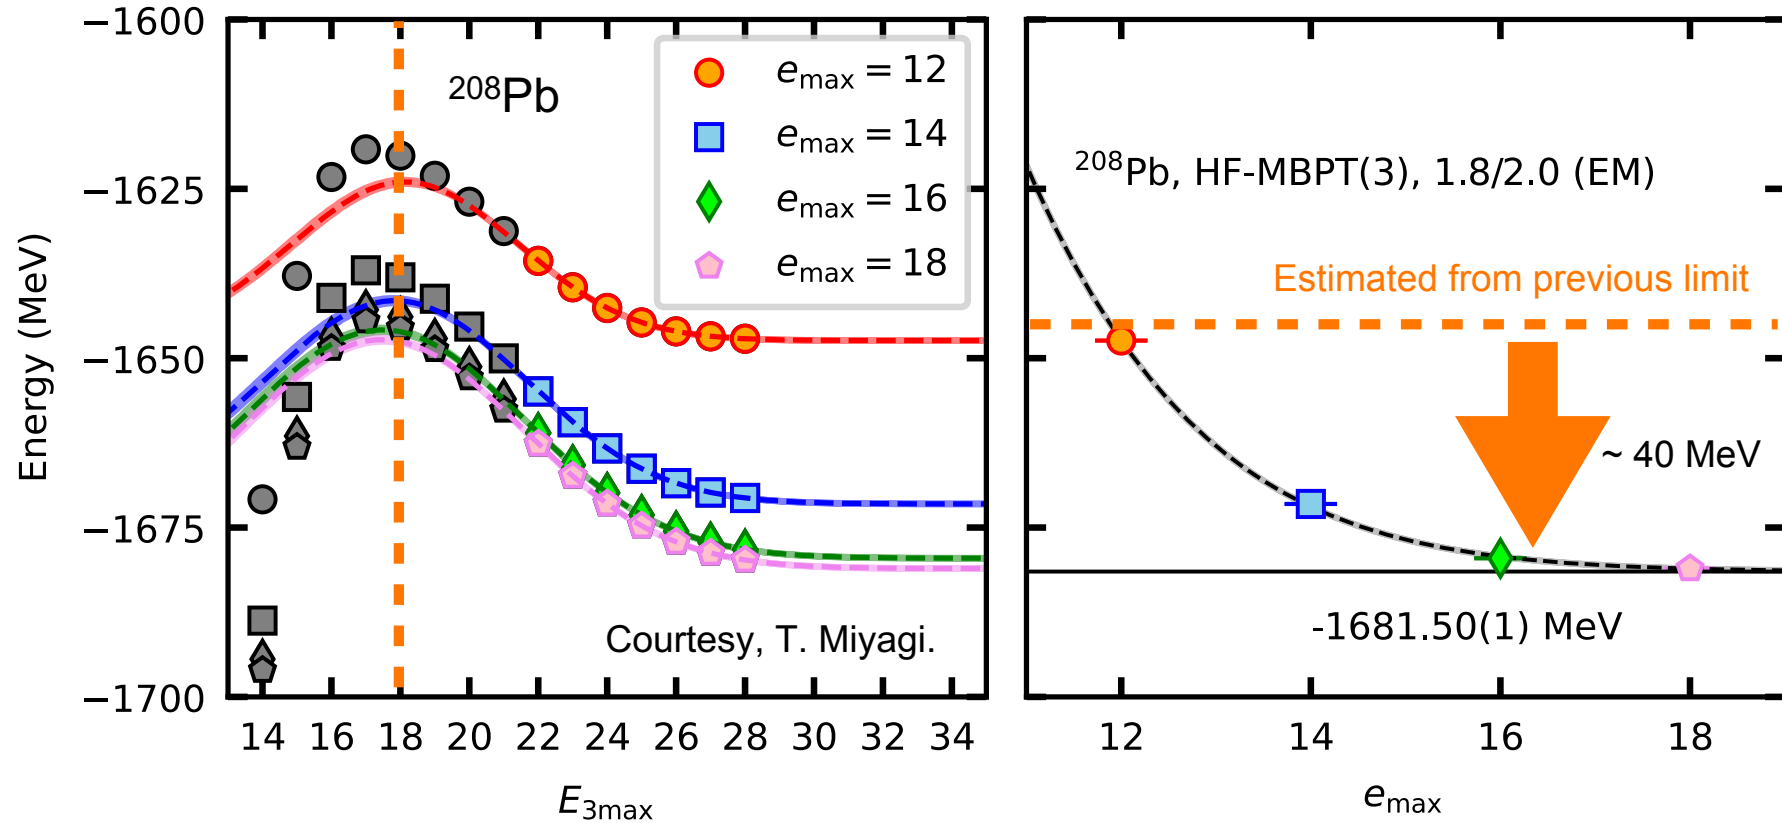 −1600
−1625
−1650
−1675
−1700
Energy (MeV)
²⁰⁸Pb
e_max = 12
e_max = 14
e_max = 16
e_max = 18
Courtesy, T. Miyagi.
14 16 18 20 22 24 26 28 30 32 34
E_3max
²⁰⁸Pb, HF-MBPT(3), 1.8/2.0 (EM)
Estimated from previous limit
~ 40 MeV
-1681.50(1) MeV
12 14 16 18
e_max